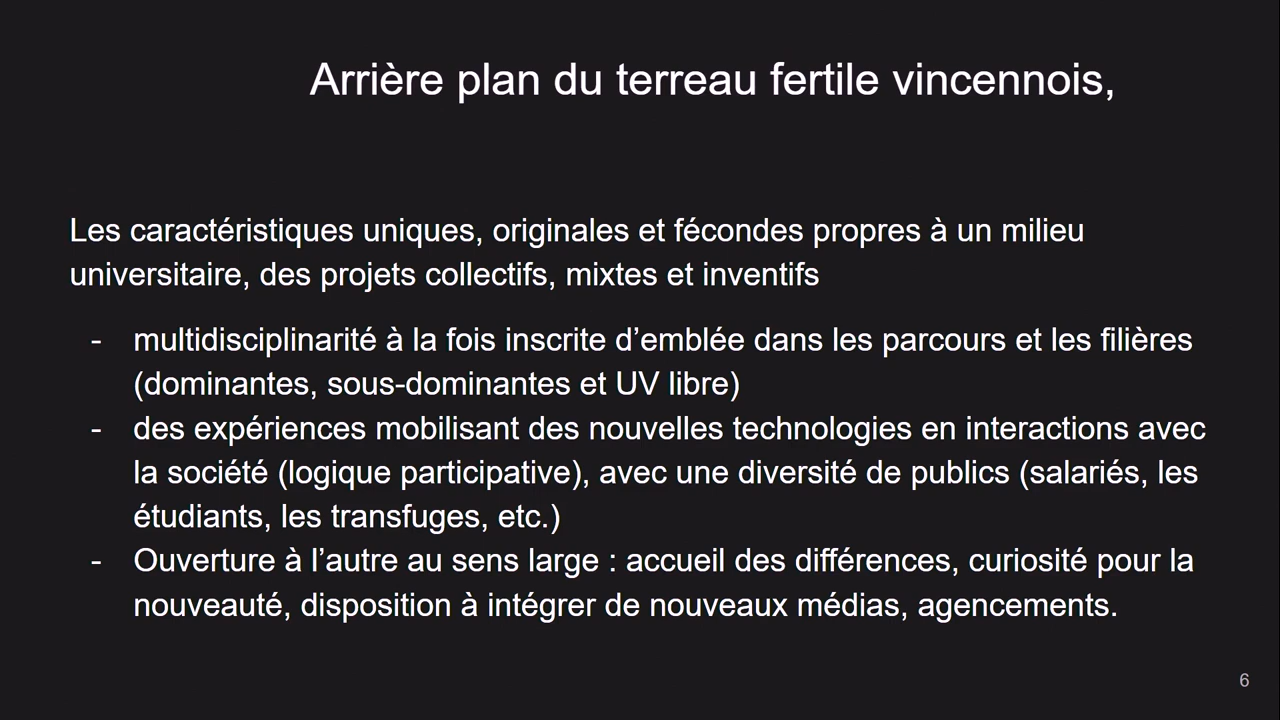 Arrière plan du terreau fertile vincennois,
Les caractéristiques uniques, originales et fécondes propres à un milieu
universitaire, des projets collectifs, mixtes et inventifs
- multidisciplinarité à la fois inscrite d’emblée dans les parcours et les filières
(dominantes, sous-dominantes et UV libre)
- des expériences mobilisant des nouvelles technologies en interactions avec
la société (logique participative), avec une diversité de publics (salariés, les
étudiants, les transfuges, etc.)
- Ouverture à l’autre au sens large : accueil des différences, curiosité pour la
nouveauté, disposition à intégrer de nouveaux médias, agencements.
6